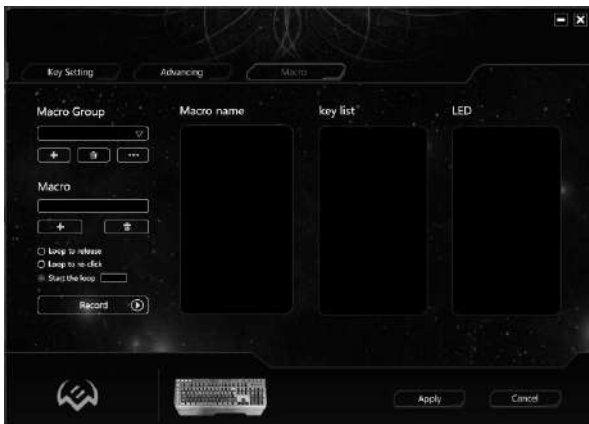 Key Setting
Advancing
Macro
Macro Group
Macro name
key list
LED
Macro
Loop to release
Loop to re-click
Start the loop
Record
Apply
Cancel